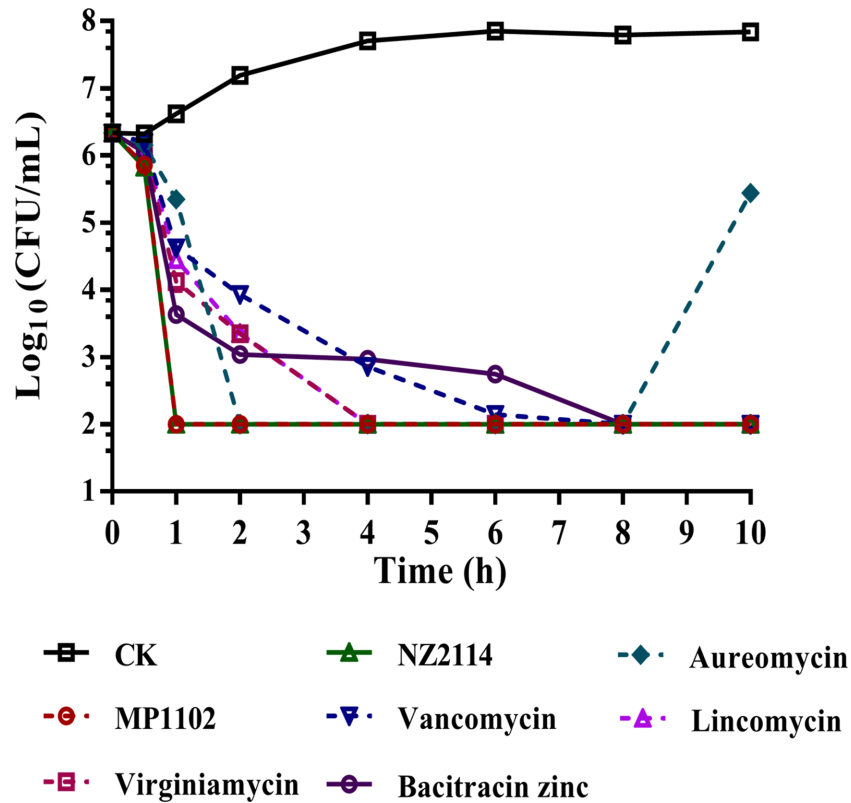 8
7
6
5
4
3
2
1
Log10 (CFU/mL)
0 1 2 3 4 5 6 7 8 9 10
Time (h)
CK NZ2114 Aureomycin
MP1102 Vancomycin Lincomycin
Virginiamycin Bacitracin zinc